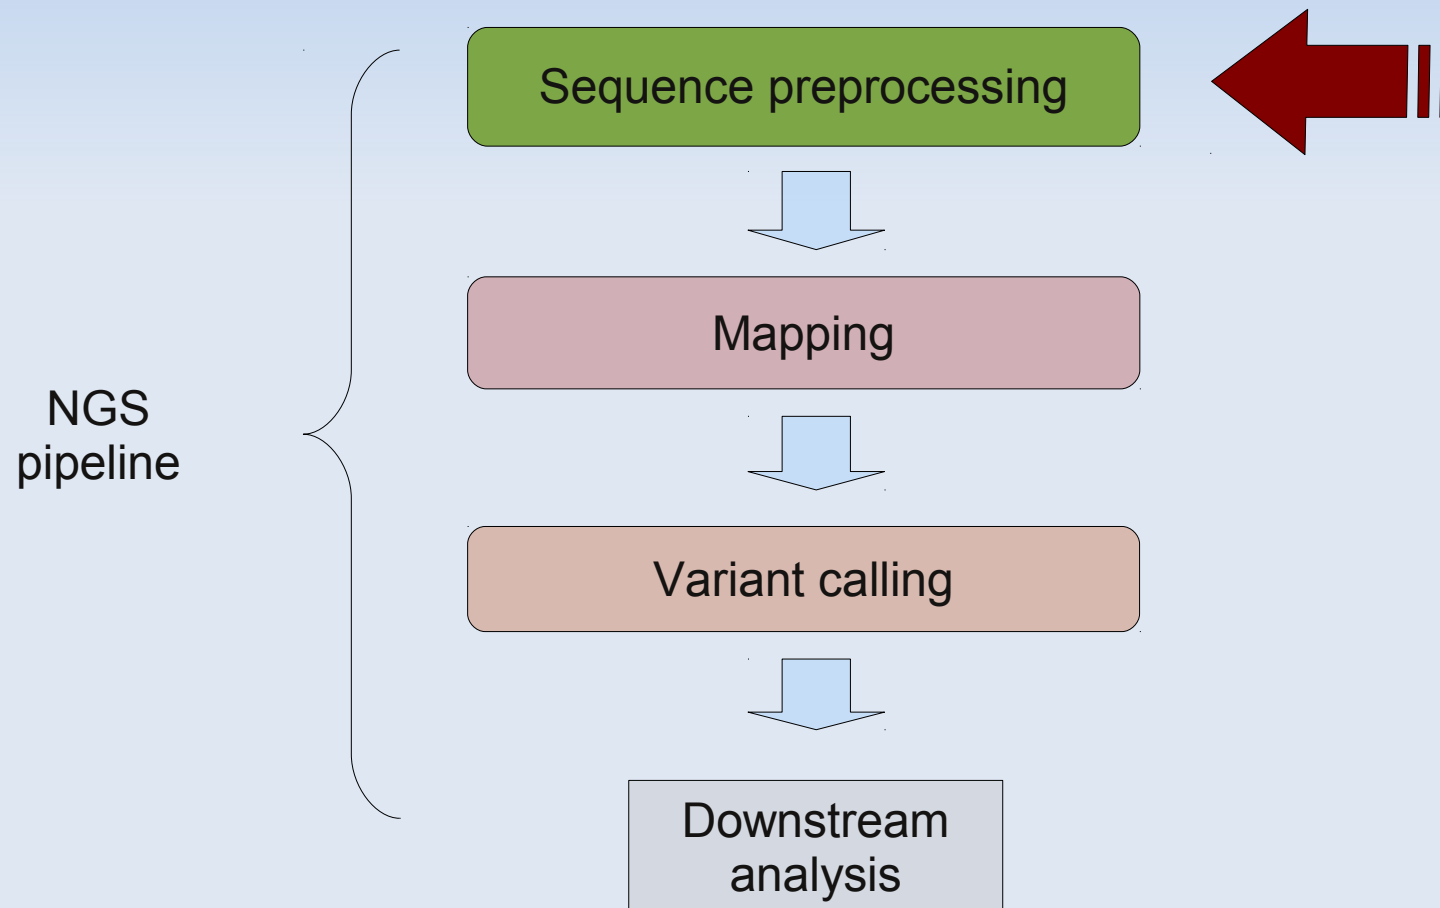 Sequence preprocessing
Mapping
NGS
pipeline
Variant calling
Downstream
analysis